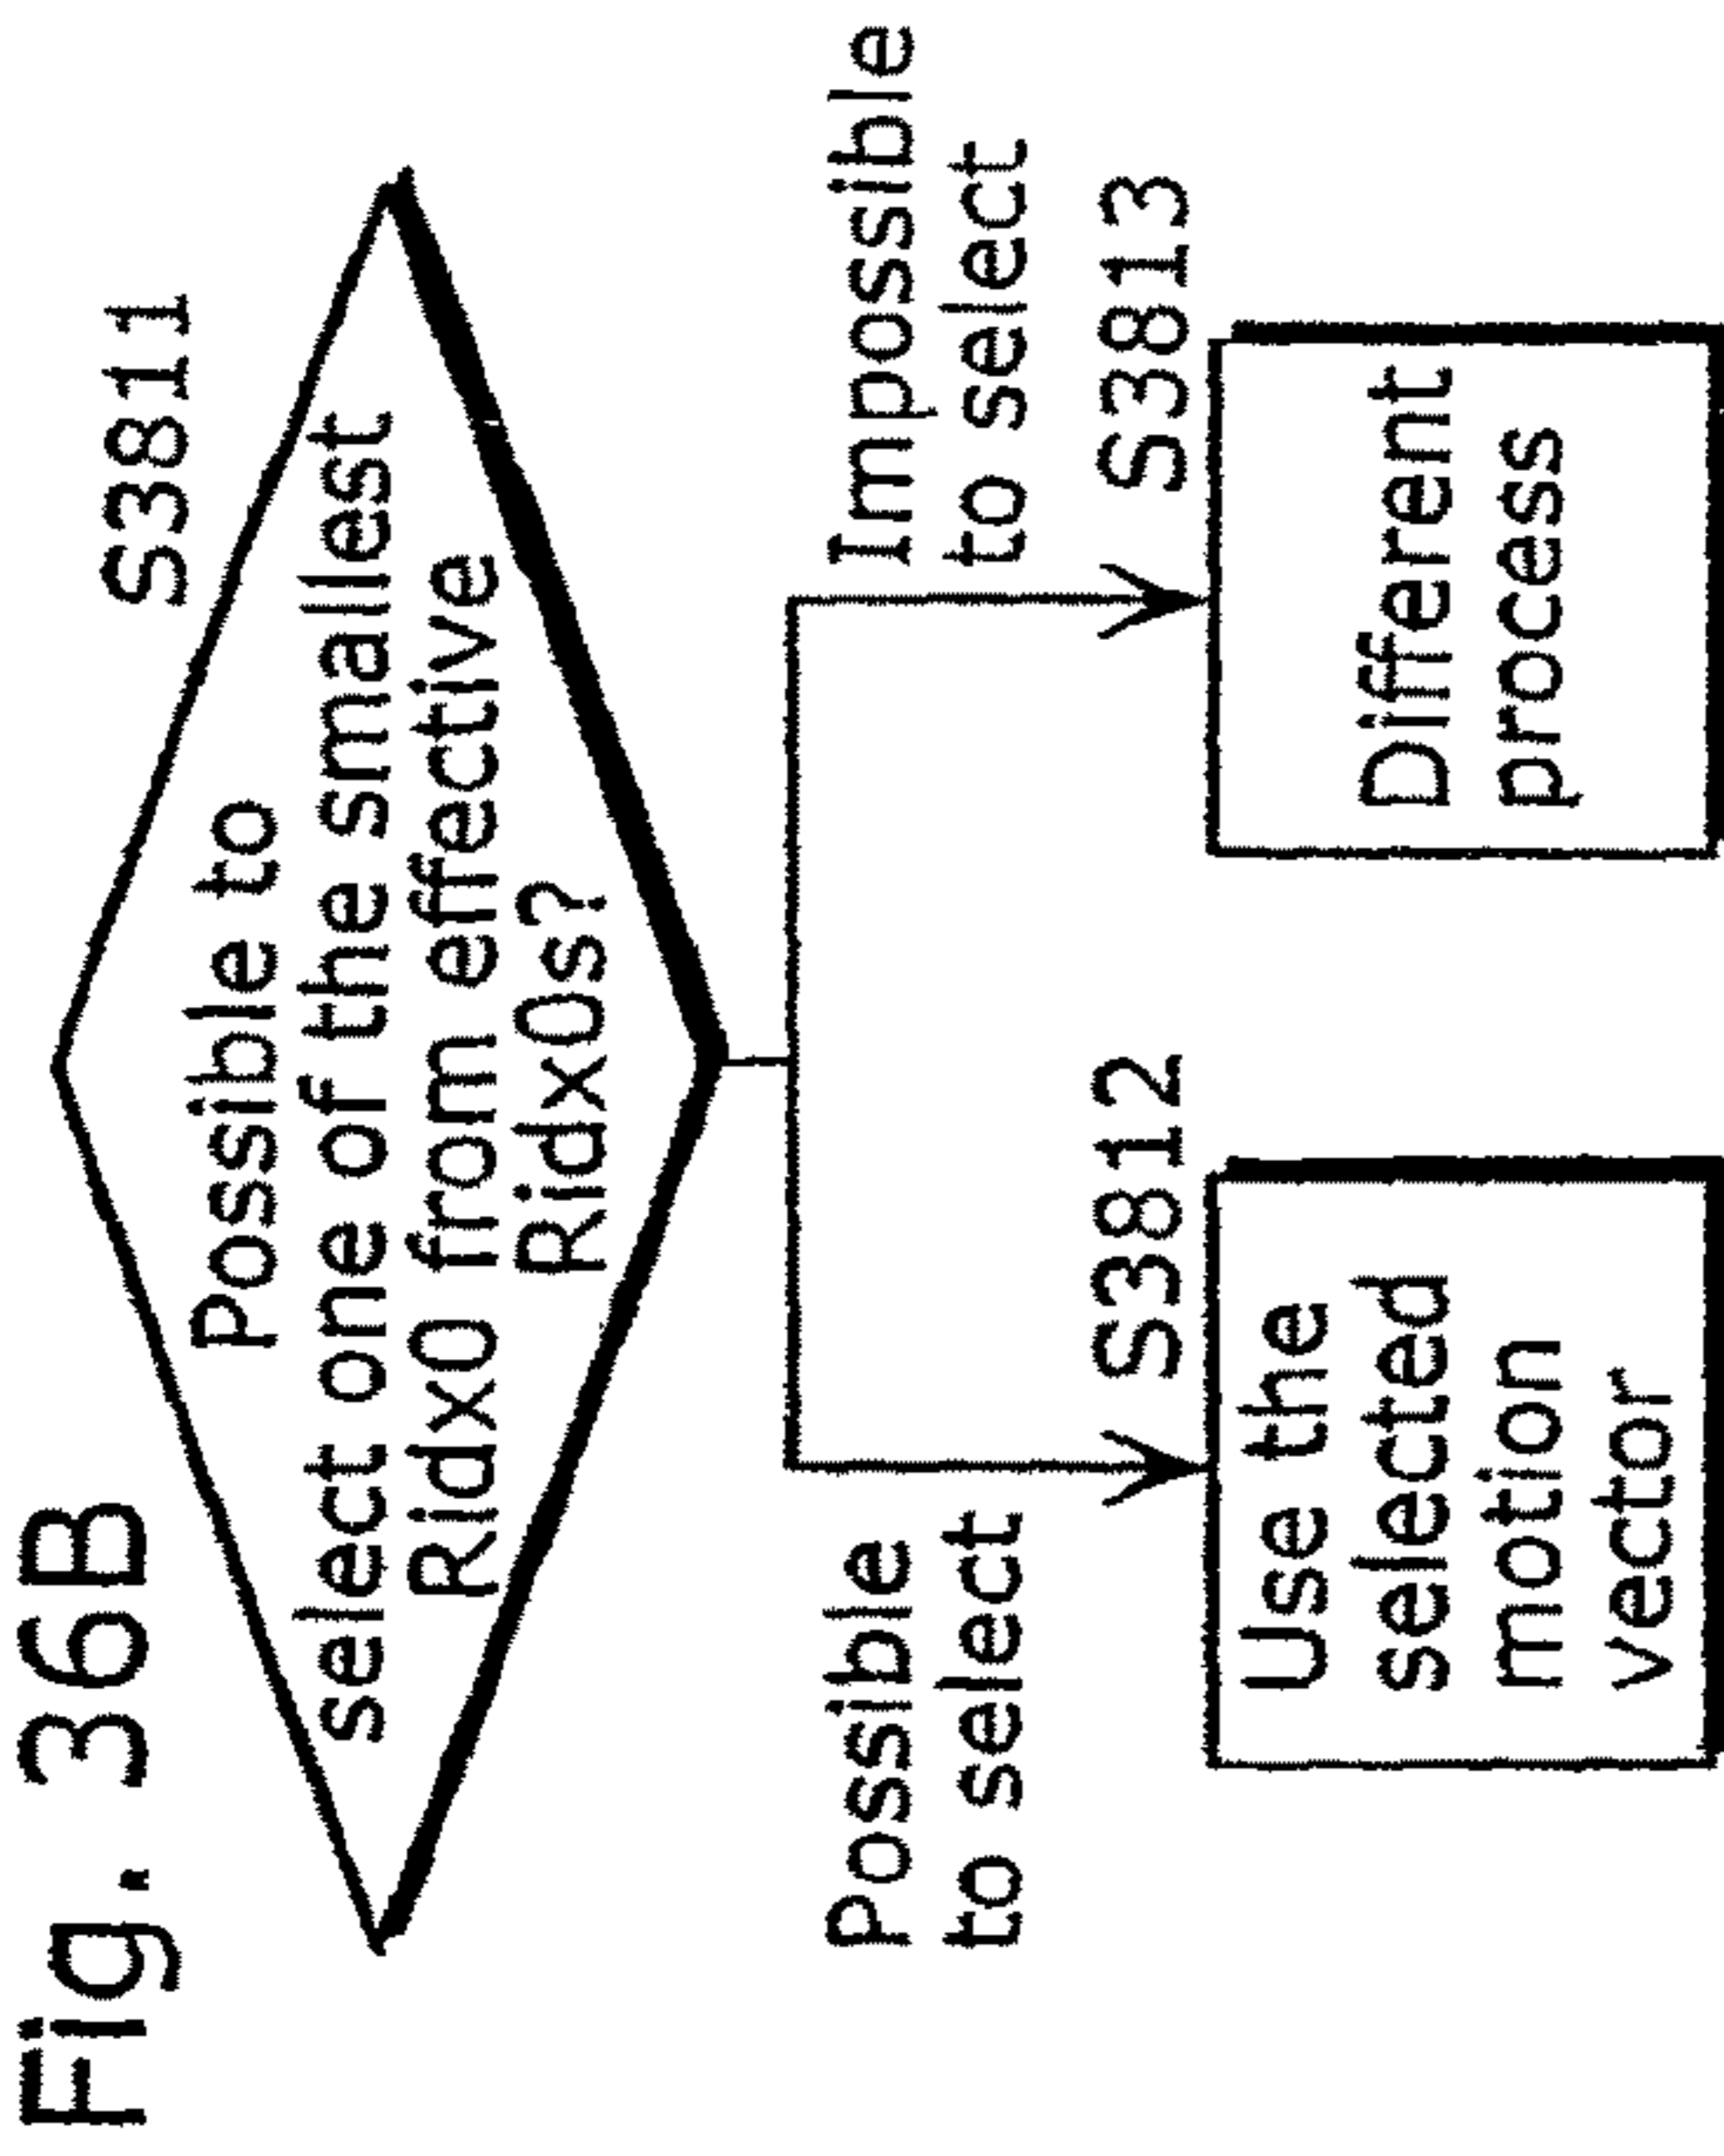 Fig. 36B
S3811
Possible to
select one of the smallest
Ridx0 from effective
Ridx0s?
Possible
to select
Impossible
to select
S3812
Use the
selected
motion
vector
S3813
Different
process